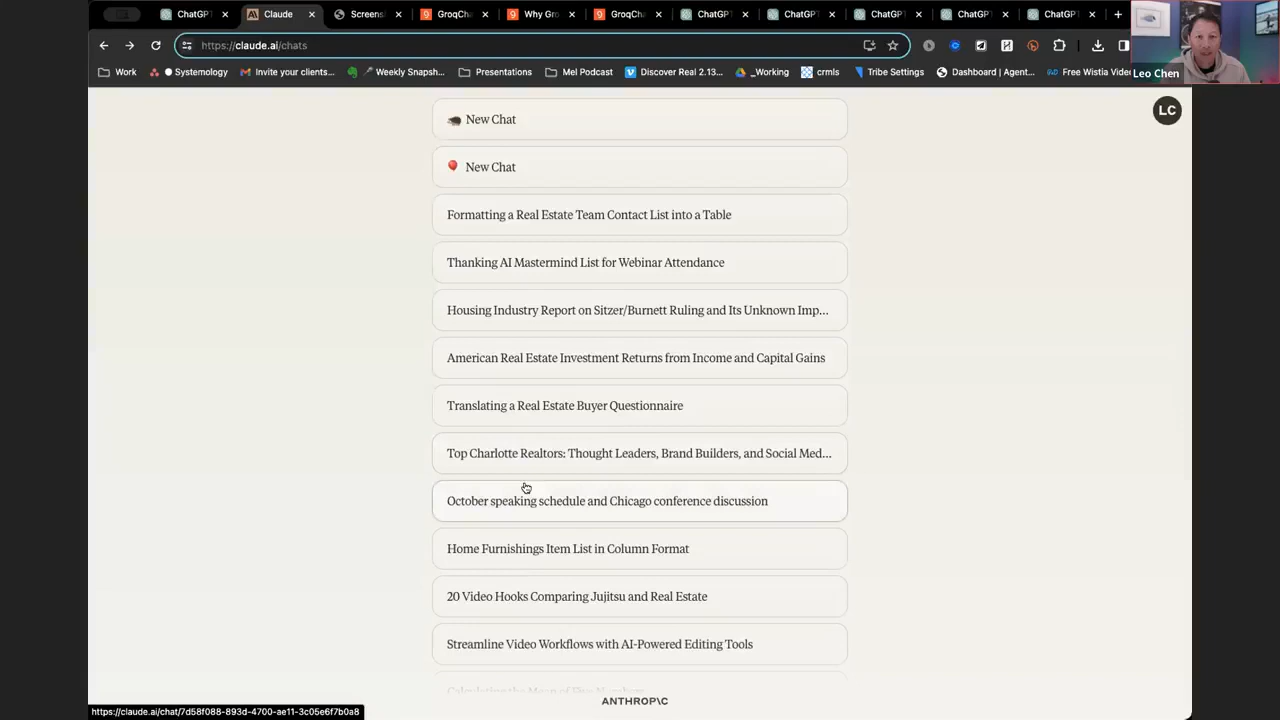 ChatGPT
Claude
Screens
GroqCha
Why Gro
GroqCha
ChatGP
ChatGP
ChatGP
ChatGP
ChatGP
https://claude.ai/chats
Work
Systemology
Invite your clients...
Weekly Snapsh...
Presentations
Mel Podcast
Discover Real 2.13...
_Working
crmls
Tribe Settings
Dashboard | Agent...
Free Wistia Video
Leo Chen
LC
New Chat
New Chat
Formatting a Real Estate Team Contact List into a Table
Thanking AI Mastermind List for Webinar Attendance
Housing Industry Report on Sitzer/Burnett Ruling and Its Unknown Imp...
American Real Estate Investment Returns from Income and Capital Gains
Translating a Real Estate Buyer Questionnaire
Top Charlotte Realtors: Thought Leaders, Brand Builders, and Social Med...
October speaking schedule and Chicago conference discussion
Home Furnishings Item List in Column Format
20 Video Hooks Comparing Jujitsu and Real Estate
Streamline Video Workflows with AI-Powered Editing Tools
ANTHROP\C
https://claude.ai/chat/7d58f088-893d-4700-ae11-3c05e6f7b0a8